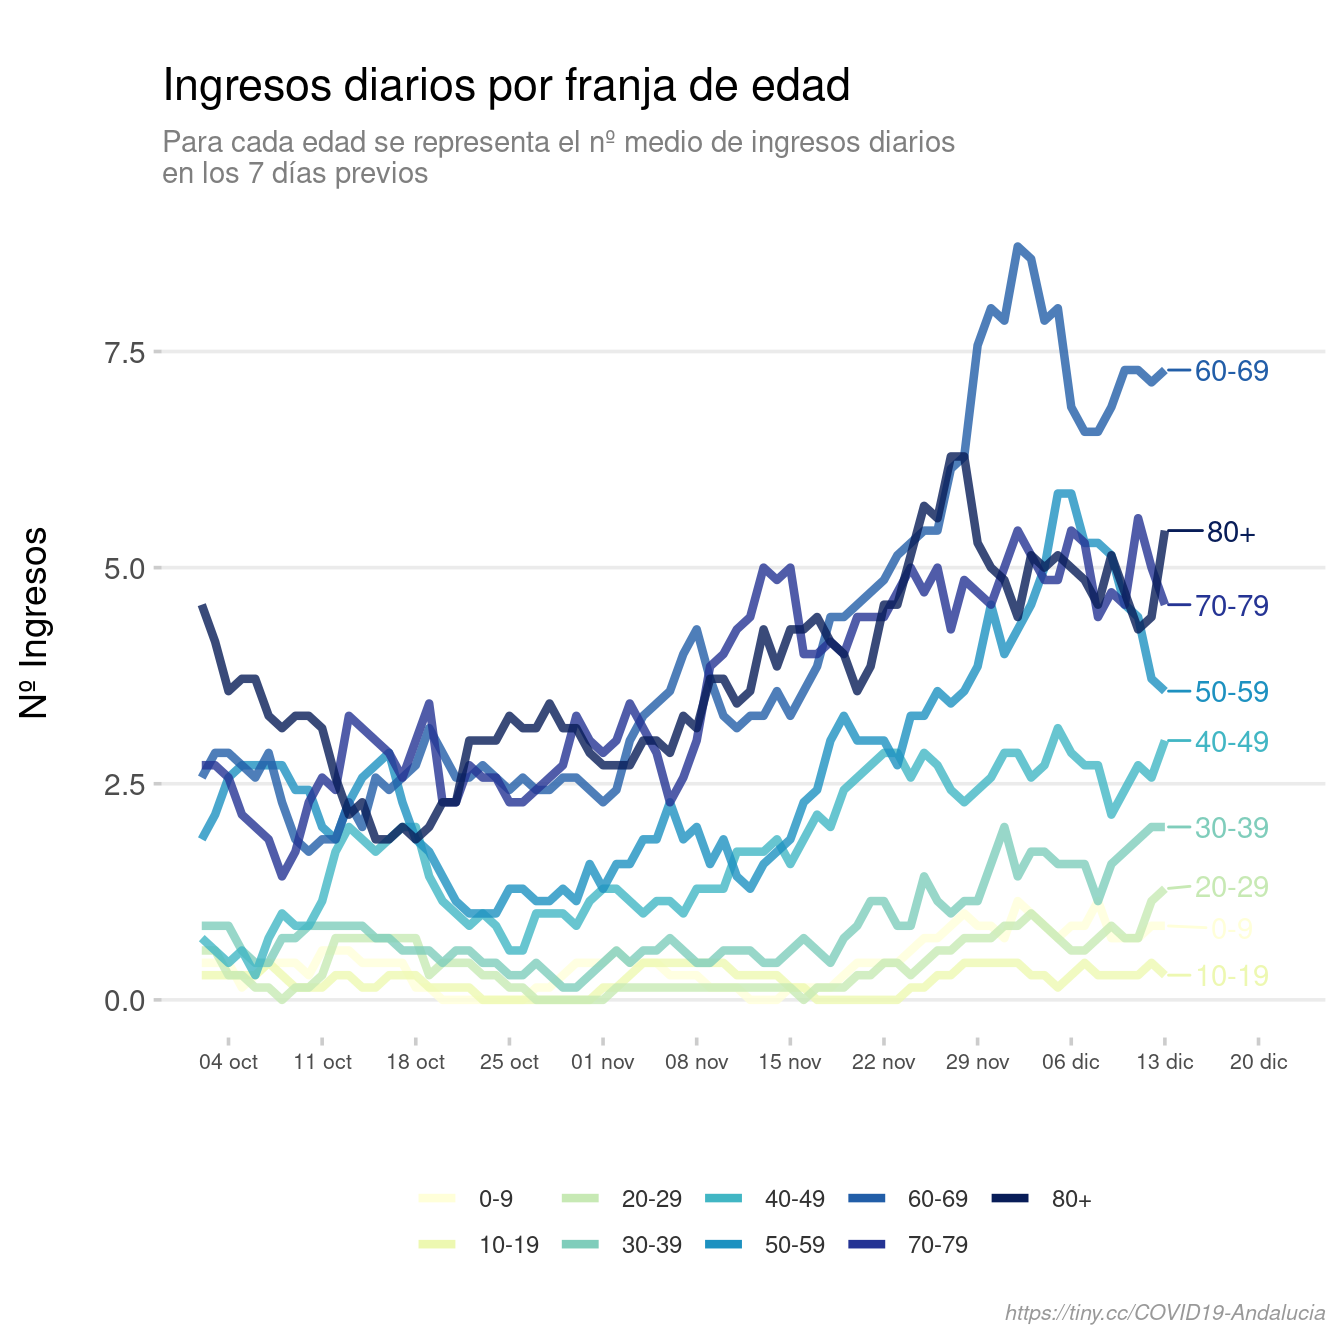 Ingresos diarios por franja de edad
Para cada edad se representa el nº medio de ingresos diarios
en los 7 días previos
Nº Ingresos
7.5
5.0
2.5
0.0
60-69
80+
70-79
50-59
40-49
30-39
20-29
0-9
10-19
04 oct 11 oct 18 oct 25 oct 01 nov 08 nov 15 nov 22 nov 29 nov 06 dic 13 dic 20 dic
0-9 20-29 40-49 60-69 80+
10-19 30-39 50-59 70-79
https://tiny.cc/COVID19-Andalucia